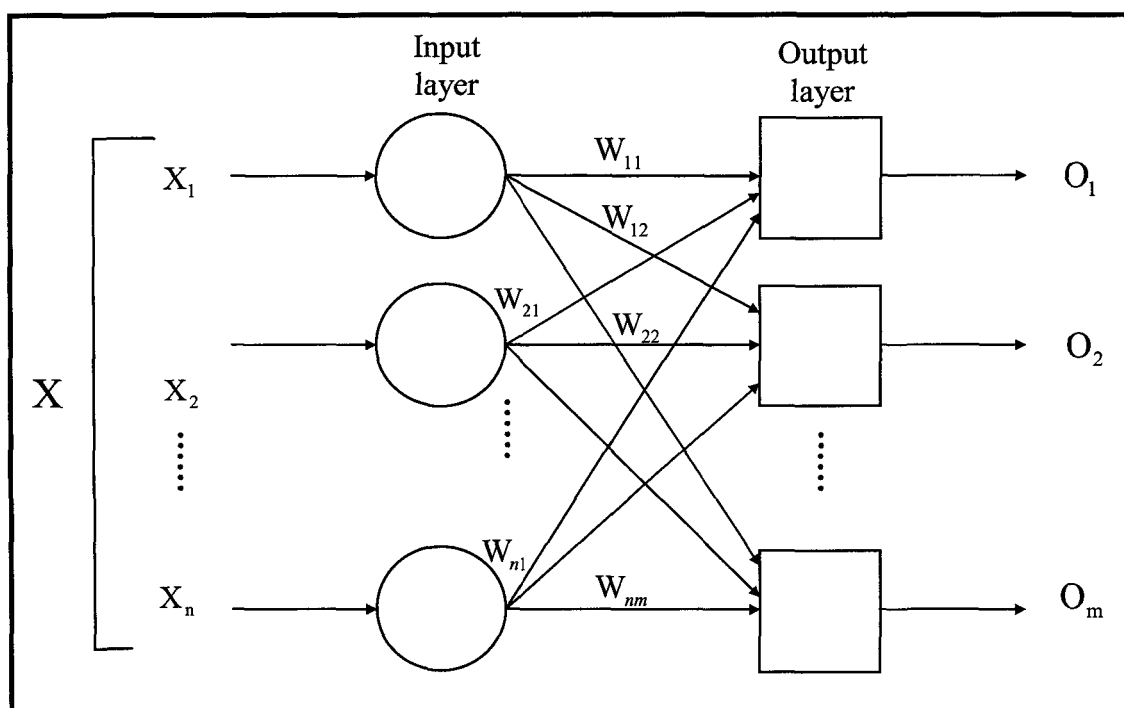 Input
layer
Output
layer
X₁
W₁₁
O₁
W₁₂
W₂₁
W₂₂
O₂
X
X₂
Wₙ₁
Xₙ
Wₙₘ
Oₘ